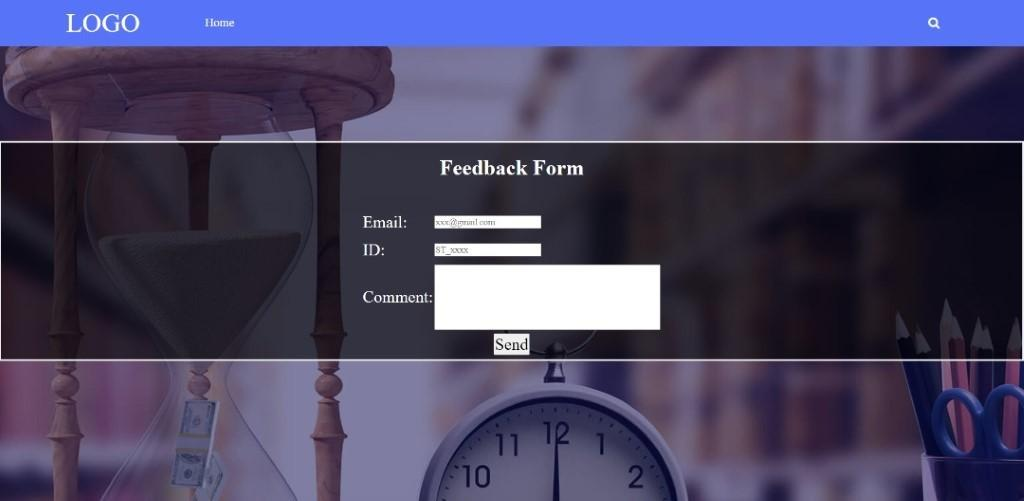 LOGO Home
Feedback Form
Email: xxx@gmail.com
ID: ST_xxxx
Comment:
Send
11 12 1
10 2